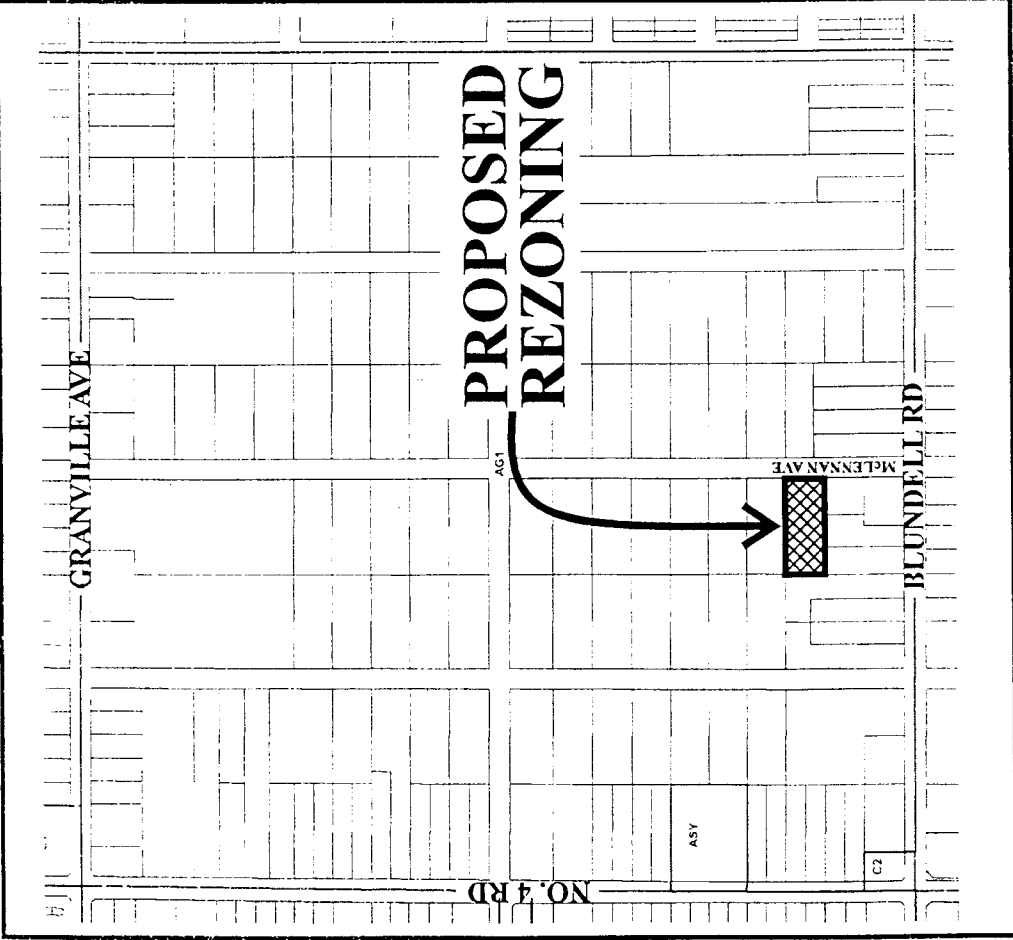 PROPOSED
REZONING
GRANVILLE AVE
AG1
McLENNAN AVE
BLUNDELL RD
ASY
C2
NO. 4 RD